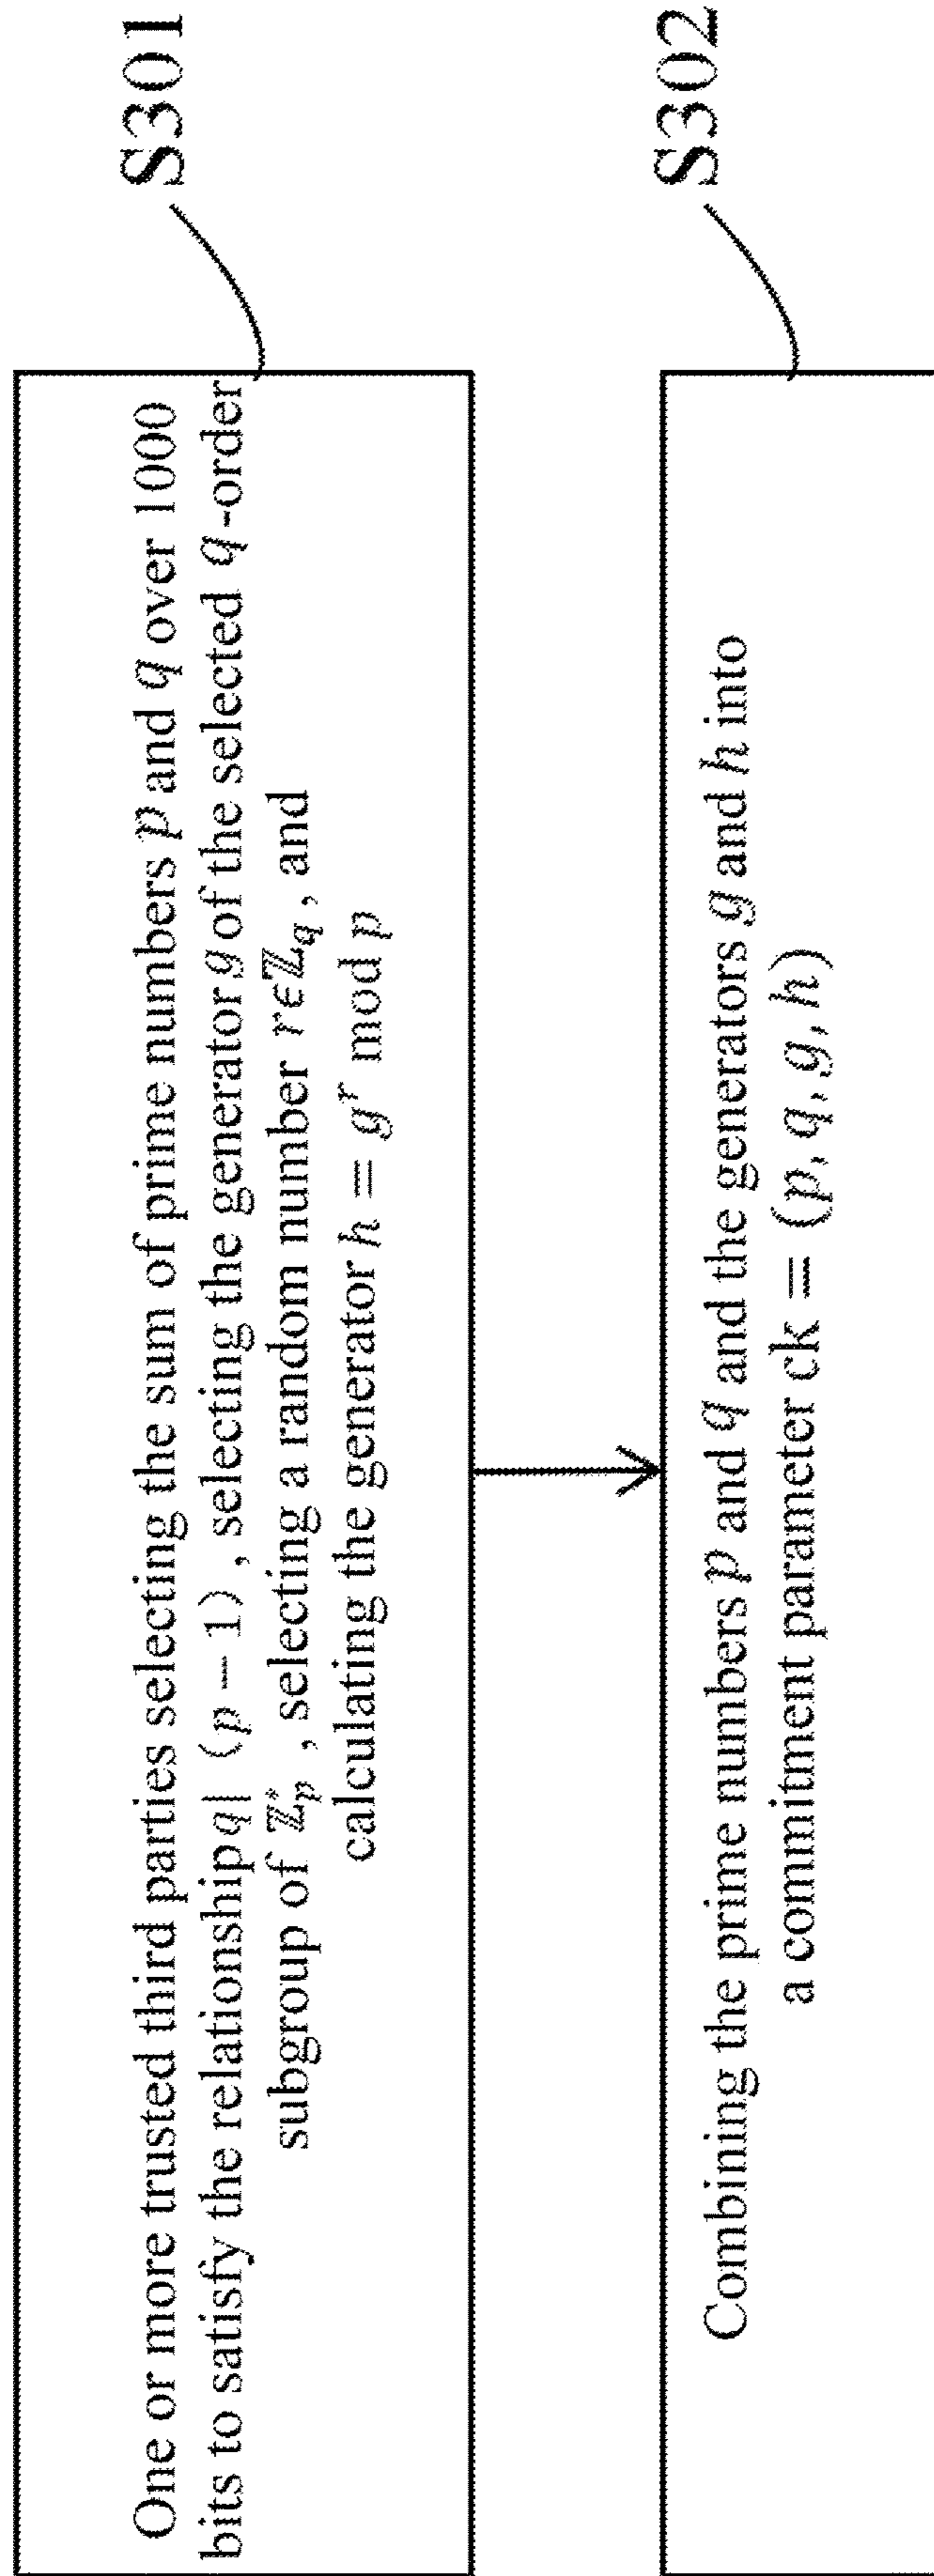 One or more trusted third parties selecting the sum of prime numbers p and q over 1000
bits to satisfy the relationship q| (p − 1) , selecting the generator g of the selected q -order
subgroup of ℤ*ₚ , selecting a random number r∈ℤ_q , and
calculating the generator h = gʳ mod p
S301
Combining the prime numbers p and q and the generators g and h into
a commitment parameter ck = (p, q, g, h)
S302